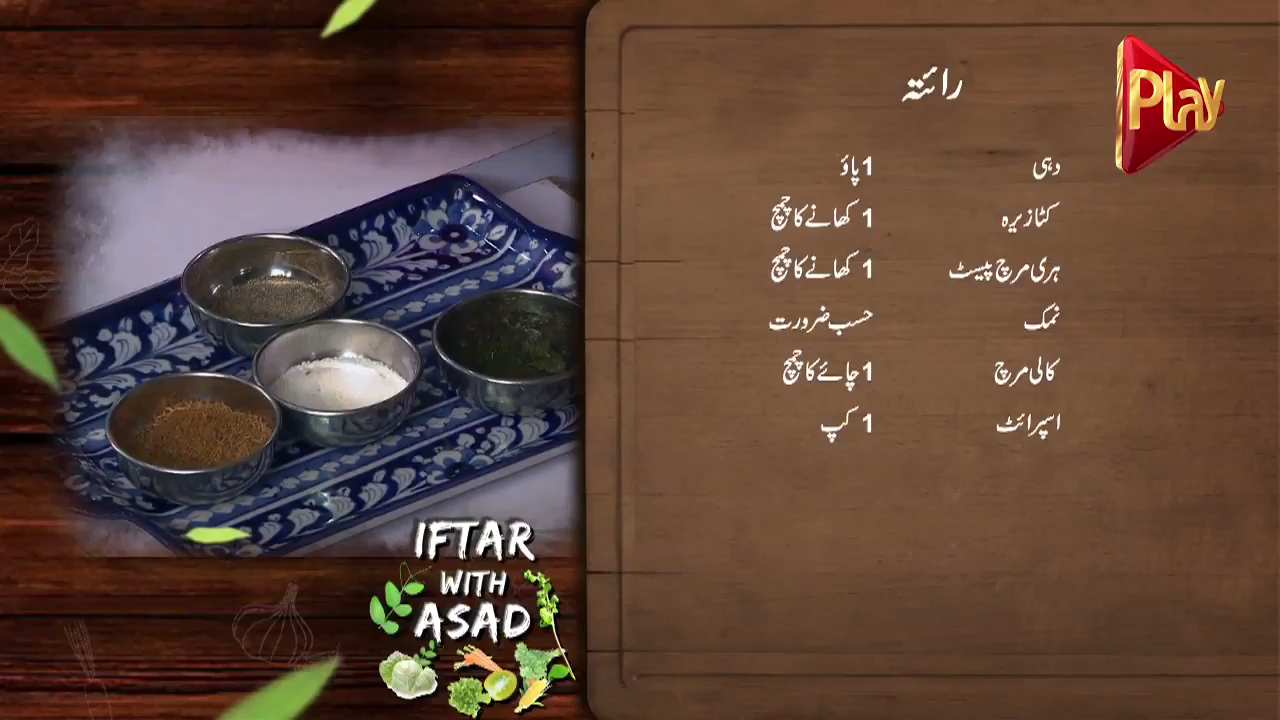 رائتہ
Play
دہی 1 پاؤ
کٹا زیرہ 1 کھانے کا چمچ
ہری مرچ پیسٹ 1 کھانے کا چمچ
نمک حسب ضرورت
کالی مرچ 1 چائے کا چمچ
اسپرائٹ 1 کپ
IFTAR
WITH
ASAD